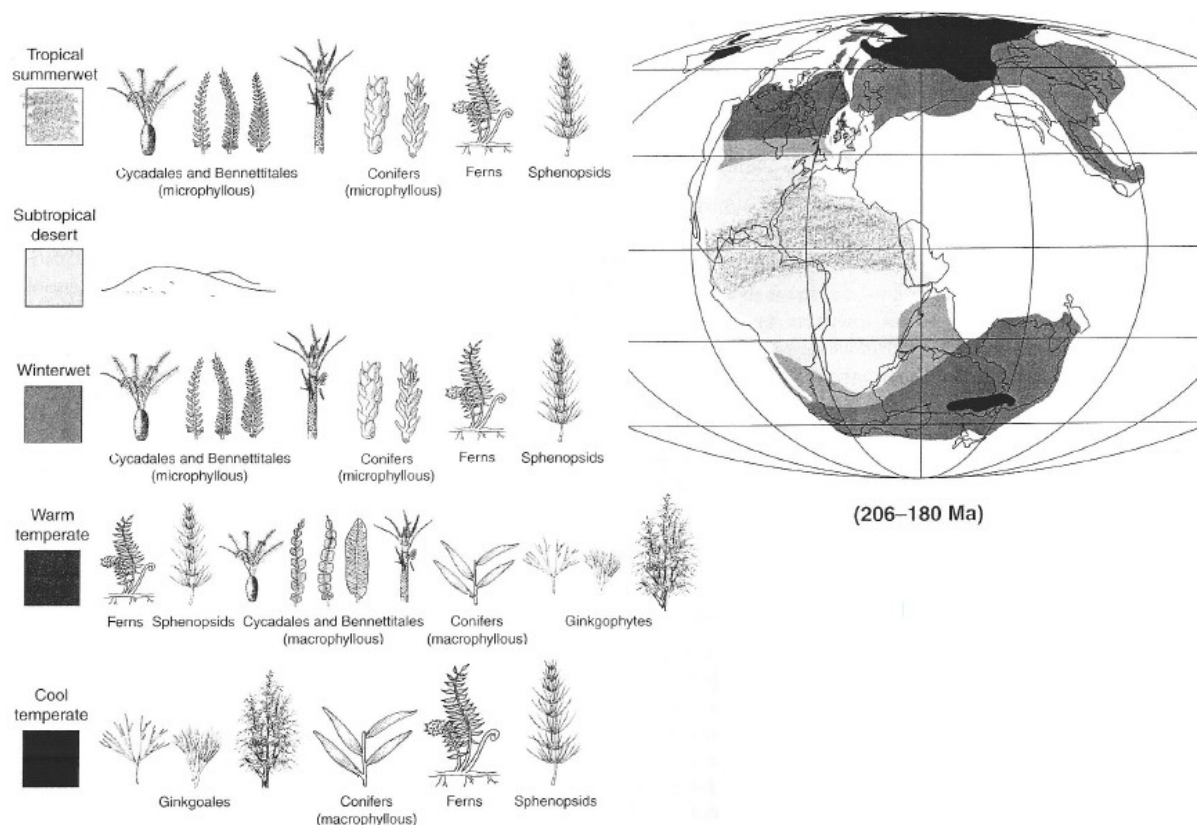 Tropical
summerwet
Cycadales and Bennettitales
(microphyllous)
Conifers
(microphyllous)
Ferns
Sphenopsids
Subtropical
desert
Winterwet
Cycadales and Bennettitales
(microphyllous)
Conifers
(microphyllous)
Ferns
Sphenopsids
Warm
temperate
Ferns
Sphenopsids
Cycadales and Bennettitales
(macrophyllous)
Conifers
(macrophyllous)
Ginkgophytes
Cool
temperate
Ginkgoales
Conifers
(macrophyllous)
Ferns
Sphenopsids
(206–180 Ma)